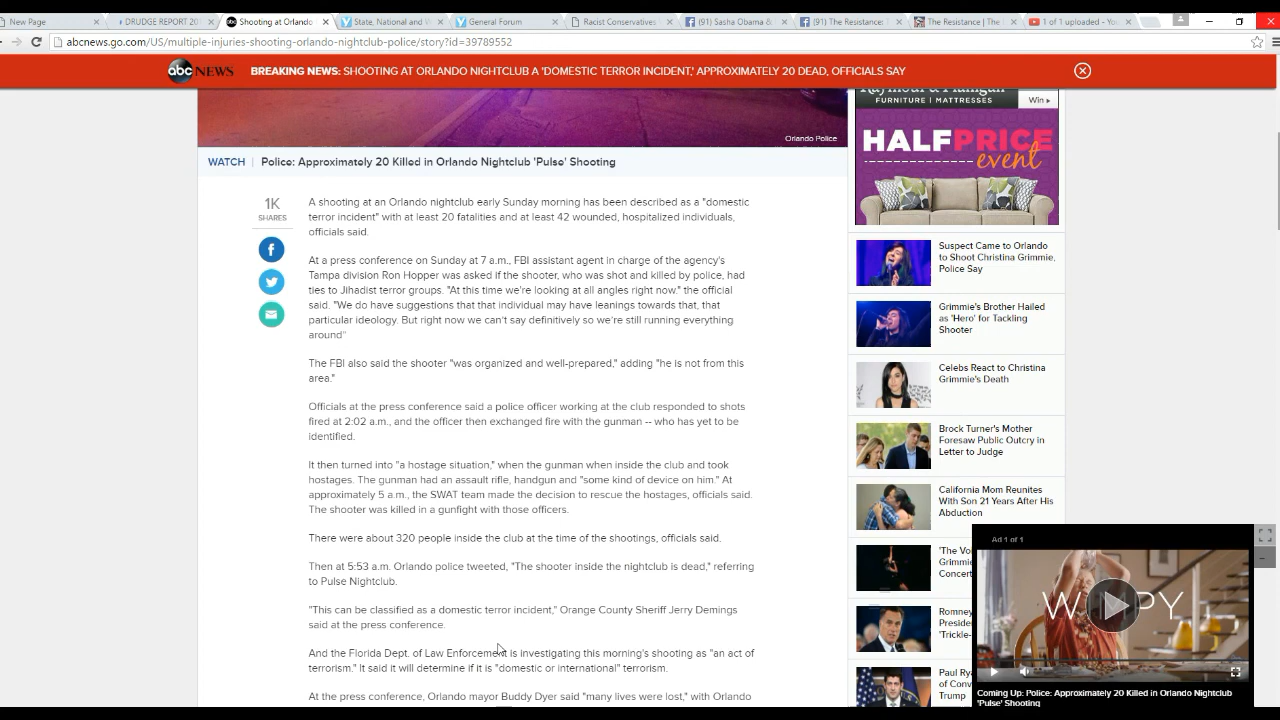 New Page
DRUDGE REPORT 201
Shooting at Orlando
State, National and W
General Forum
Racist Conservatives
(91) Sasha Obama &
(91) The Resistance:
The Resistance | The
1 of 1 uploaded - You
abcnews.go.com/US/multiple-injuries-shooting-orlando-nightclub-police/story?id=39789552
abc NEWS
BREAKING NEWS: SHOOTING AT ORLANDO NIGHTCLUB A 'DOMESTIC TERROR INCIDENT,' APPROXIMATELY 20 DEAD, OFFICIALS SAY
Orlando Police
WATCH | Police: Approximately 20 Killed in Orlando Nightclub 'Pulse' Shooting
1K
SHARES
A shooting at an Orlando nightclub early Sunday morning has been described as a "domestic
terror incident" with at least 20 fatalities and at least 42 wounded, hospitalized individuals,
officials said.
At a press conference on Sunday at 7 a.m., FBI assistant agent in charge of the agency's
Tampa division Ron Hopper was asked if the shooter, who was shot and killed by police, had
ties to Jihadist terror groups. "At this time we're looking at all angles right now." the official
said. "We do have suggestions that that individual may have leanings towards that, that
particular ideology. But right now we can't say definitively so we're still running everything
around"
The FBI also said the shooter "was organized and well-prepared," adding "he is not from this
area."
Officials at the press conference said a police officer working at the club responded to shots
fired at 2:02 a.m., and the officer then exchanged fire with the gunman -- who has yet to be
identified.
It then turned into "a hostage situation," when the gunman when inside the club and took
hostages. The gunman had an assault rifle, handgun and "some kind of device on him." At
approximately 5 a.m., the SWAT team made the decision to rescue the hostages, officials said.
The shooter was killed in a gunfight with those officers.
There were about 320 people inside the club at the time of the shootings, officials said.
Then at 5:53 a.m. Orlando police tweeted, "The shooter inside the nightclub is dead," referring
to Pulse Nightclub.
"This can be classified as a domestic terror incident," Orange County Sheriff Jerry Demings
said at the press conference.
And the Florida Dept. of Law Enforcement is investigating this morning's shooting as "an act of
terrorism." It said it will determine if it is "domestic or international" terrorism.
At the press conference, Orlando mayor Buddy Dyer said "many lives were lost," with Orlando
Raymour & Flanigan
FURNITURE | MATTRESSES
Win
HALF PRICE
event
Suspect Came to Orlando
to Shoot Christina Grimmie,
Police Say
Grimmie's Brother Hailed
as 'Hero' for Tackling
Shooter
Celebs React to Christina
Grimmie's Death
Brock Turner's Mother
Foresaw Public Outcry in
Letter to Judge
California Mom Reunites
With Son 21 Years After His
Abduction
'The Vo
Grimmie
Concert
Romney
Presiden
'Trickle-
Paul Ry
of Conv
Trump
Ad 1 of 1
Coming Up: Police: Approximately 20 Killed in Orlando Nightclub
'Pulse' Shooting